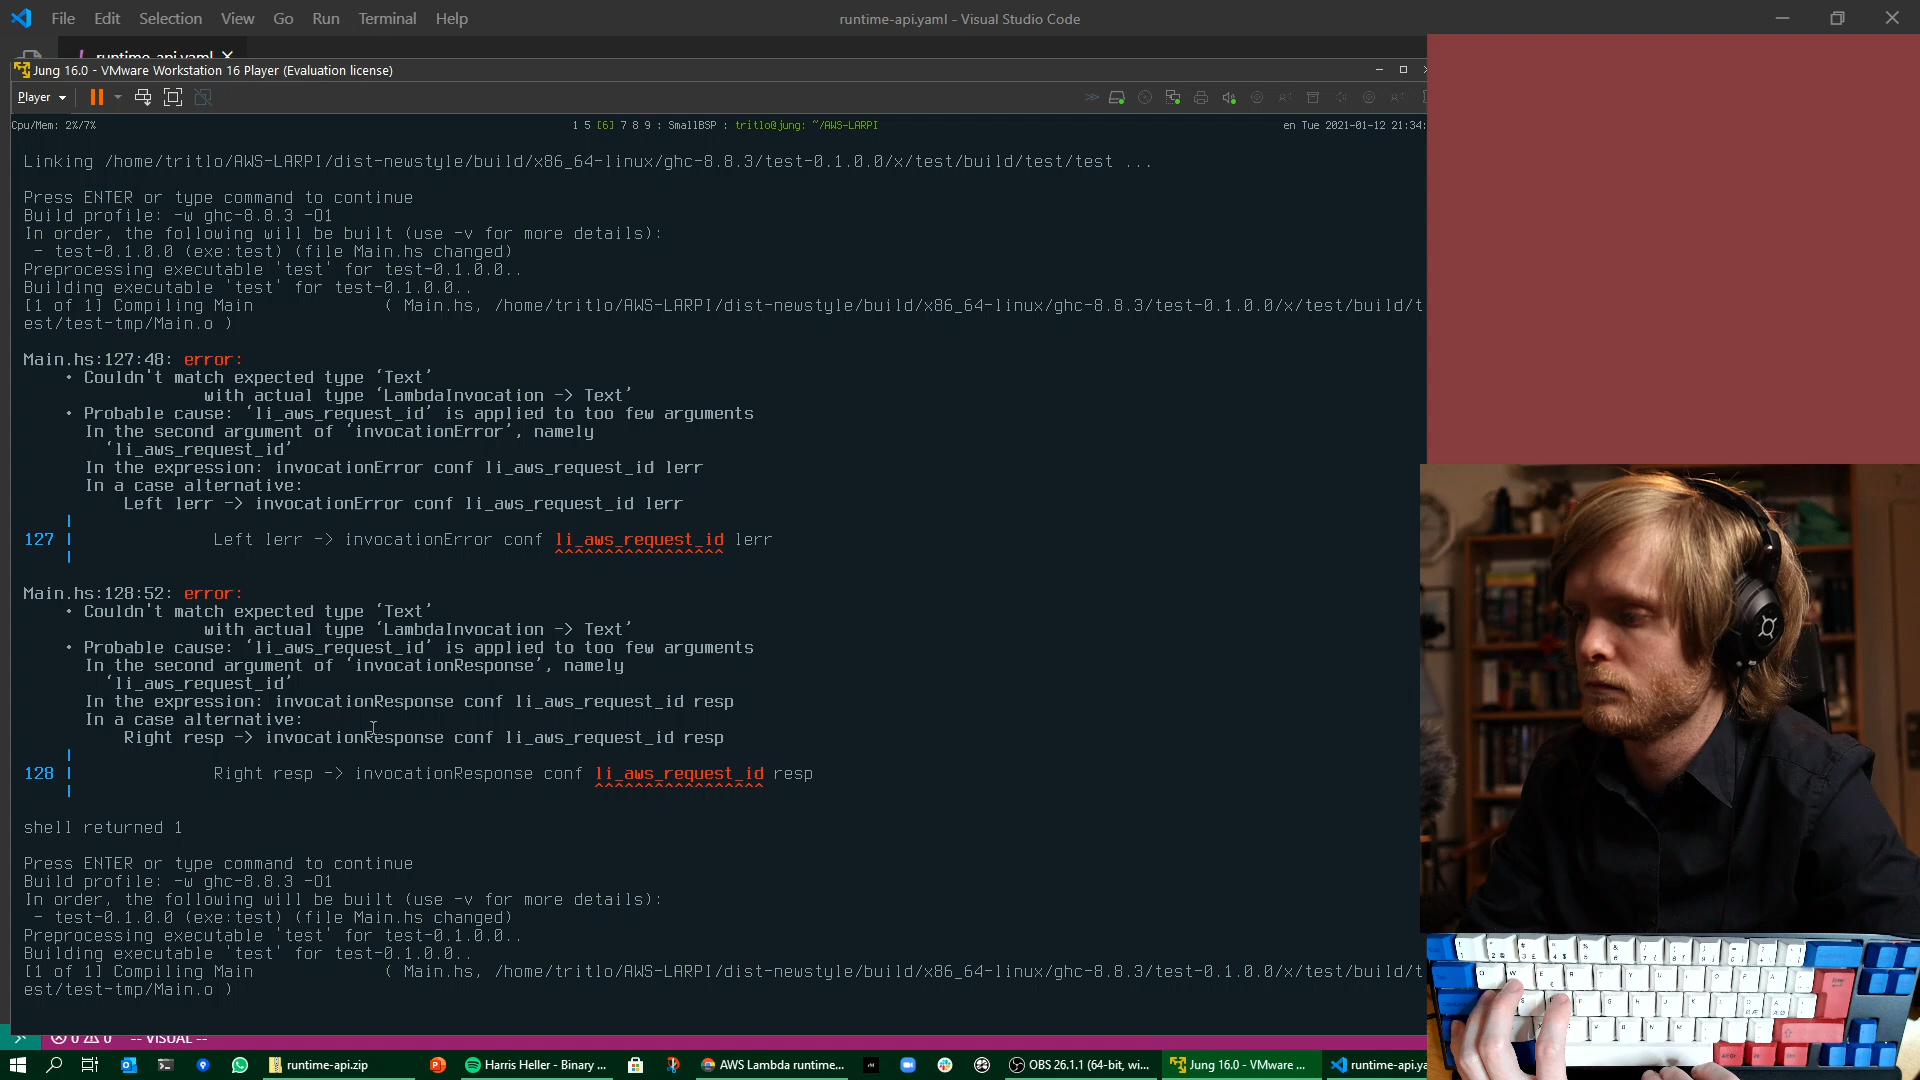 File Edit Selection View Go Run Terminal Help
runtime-api.yaml - Visual Studio Code
runtime-api.yaml
Jung 16.0 - VMware Workstation 16 Player (Evaluation license)
Player
Cpu/Mem: 2%/7%
1 5 [6] 7 8 9 : SmallBSP : tritlo@jung: ~/AWS-LARPI
en Tue 2021-01-12 21:34:
Linking /home/tritlo/AWS-LARPI/dist-newstyle/build/x86_64-linux/ghc-8.8.3/test-0.1.0.0/x/test/build/test/test ...
Press ENTER or type command to continue
Build profile: -w ghc-8.8.3 -O1
In order, the following will be built (use -v for more details):
- test-0.1.0.0 (exe:test) (file Main.hs changed)
Preprocessing executable 'test' for test-0.1.0.0..
Building executable 'test' for test-0.1.0.0..
[1 of 1] Compiling Main ( Main.hs, /home/tritlo/AWS-LARPI/dist-newstyle/build/x86_64-linux/ghc-8.8.3/test-0.1.0.0/x/test/build/t
est/test-tmp/Main.o )
Main.hs:127:48: error:
• Couldn't match expected type ‘Text’
with actual type ‘LambdaInvocation -> Text’
• Probable cause: ‘li_aws_request_id’ is applied to too few arguments
In the second argument of ‘invocationError’, namely
‘li_aws_request_id’
In the expression: invocationError conf li_aws_request_id lerr
In a case alternative:
Left lerr -> invocationError conf li_aws_request_id lerr
|
127 | Left lerr -> invocationError conf li_aws_request_id lerr
| ^^^^^^^^^^^^^^^^^
Main.hs:128:52: error:
• Couldn't match expected type ‘Text’
with actual type ‘LambdaInvocation -> Text’
• Probable cause: ‘li_aws_request_id’ is applied to too few arguments
In the second argument of ‘invocationResponse’, namely
‘li_aws_request_id’
In the expression: invocationResponse conf li_aws_request_id resp
In a case alternative:
Right resp -> invocationResponse conf li_aws_request_id resp
|
128 | Right resp -> invocationResponse conf li_aws_request_id resp
| ^^^^^^^^^^^^^^^^^
shell returned 1
Press ENTER or type command to continue
Build profile: -w ghc-8.8.3 -O1
In order, the following will be built (use -v for more details):
- test-0.1.0.0 (exe:test) (file Main.hs changed)
Preprocessing executable 'test' for test-0.1.0.0..
Building executable 'test' for test-0.1.0.0..
[1 of 1] Compiling Main ( Main.hs, /home/tritlo/AWS-LARPI/dist-newstyle/build/x86_64-linux/ghc-8.8.3/test-0.1.0.0/x/test/build/t
est/test-tmp/Main.o )
0 0 -- VISUAL --
runtime-api.zip
Harris Heller - Binary ...
AWS Lambda runtime...
OBS 26.1.1 (64-bit, wi...
Jung 16.0 - VMware ...
runtime-api.ya